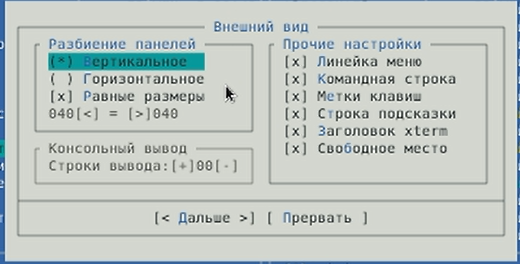 Внешний вид
Разбиение панелей
(*) Вертикальное
( ) Горизонтальное
[x] Равные размеры
040[<] = [>]040
Консольный вывод
Строки вывода:[+]00[-]
Прочие настройки
[x] Линейка меню
[x] Командная строка
[x] Метки клавиш
[x] Строка подсказки
[x] Заголовок xterm
[x] Свободное место
[< Дальше >] [ Прервать ]